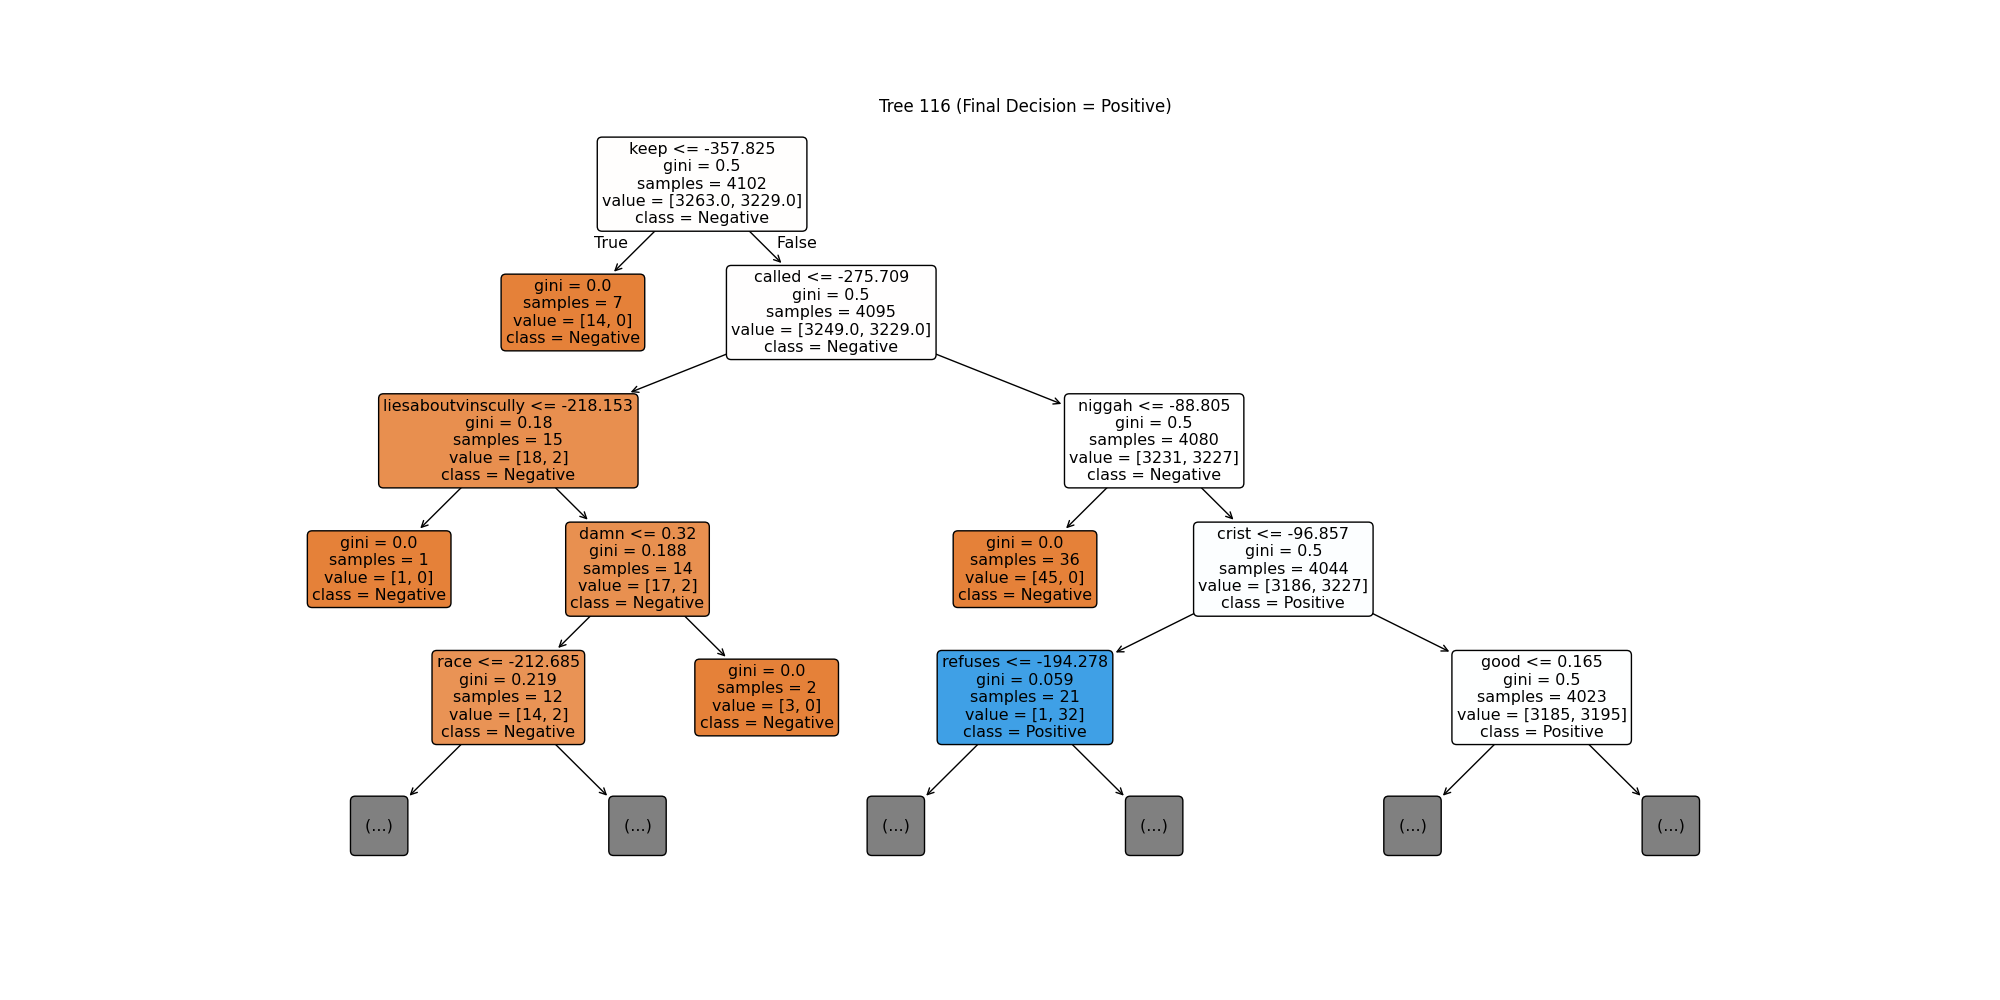 Tree 116 (Final Decision = Positive)
keep <= -357.825
gini = 0.5
samples = 4102
value = [3263.0, 3229.0]
class = Negative
True
False
gini = 0.0
samples = 7
value = [14, 0]
class = Negative
called <= -275.709
gini = 0.5
samples = 4095
value = [3249.0, 3229.0]
class = Negative
liesaboutvinscully <= -218.153
gini = 0.18
samples = 15
value = [18, 2]
class = Negative
niggah <= -88.805
gini = 0.5
samples = 4080
value = [3231, 3227]
class = Negative
gini = 0.0
samples = 1
value = [1, 0]
class = Negative
damn <= 0.32
gini = 0.188
samples = 14
value = [17, 2]
class = Negative
gini = 0.0
samples = 36
value = [45, 0]
class = Negative
crist <= -96.857
gini = 0.5
samples = 4044
value = [3186, 3227]
class = Positive
race <= -212.685
gini = 0.219
samples = 12
value = [14, 2]
class = Negative
gini = 0.0
samples = 2
value = [3, 0]
class = Negative
refuses <= -194.278
gini = 0.059
samples = 21
value = [1, 32]
class = Positive
good <= 0.165
gini = 0.5
samples = 4023
value = [3185, 3195]
class = Positive
(...)
(...)
(...)
(...)
(...)
(...)